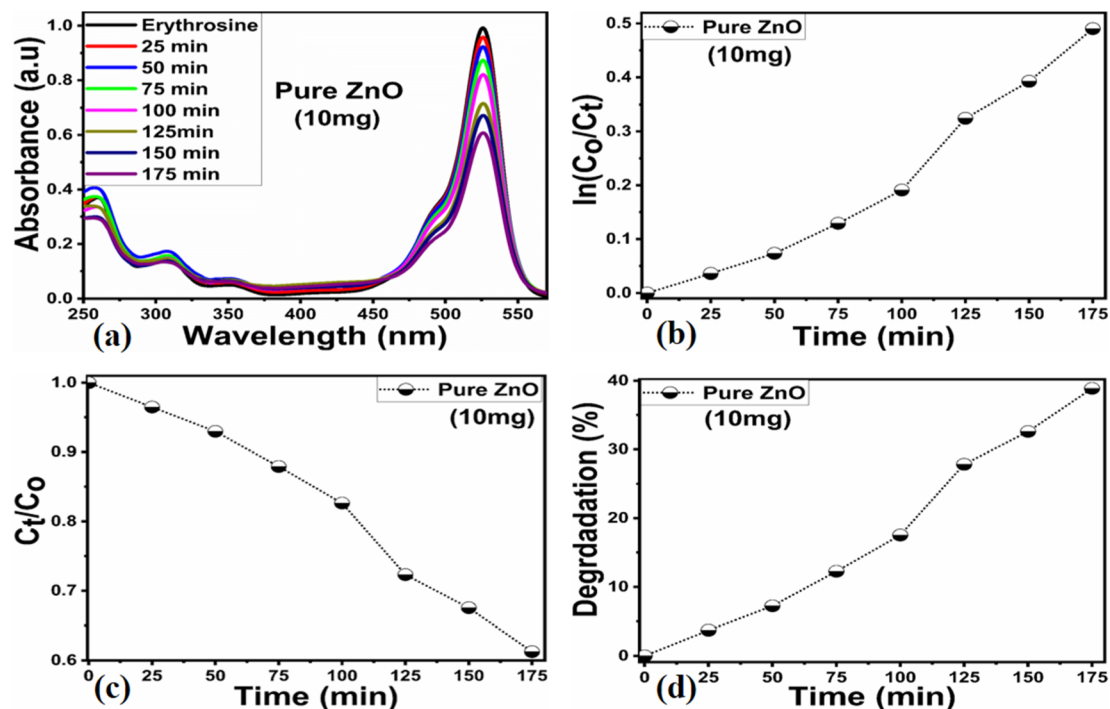 Absorbance (a.u)
1.0
0.8
0.6
0.4
0.2
0.0
Erythrosine
25 min
50 min
75 min
100 min
125min
150 min
175 min
Pure ZnO
(10mg)
250 300 350 400 450 500 550
Wavelength (nm)
(a)
ln(Co/Ct)
0.5
0.4
0.3
0.2
0.1
0.0
Pure ZnO
(10mg)
0 25 50 75 100 125 150 175
Time (min)
(b)
Ct/Co
1.0
0.9
0.8
0.7
0.6
Pure ZnO
(10mg)
0 25 50 75 100 125 150 175
Time (min)
(c)
Degrdadation (%)
40
30
20
10
0
Pure ZnO
(10mg)
0 25 50 75 100 125 150 175
Time (min)
(d)